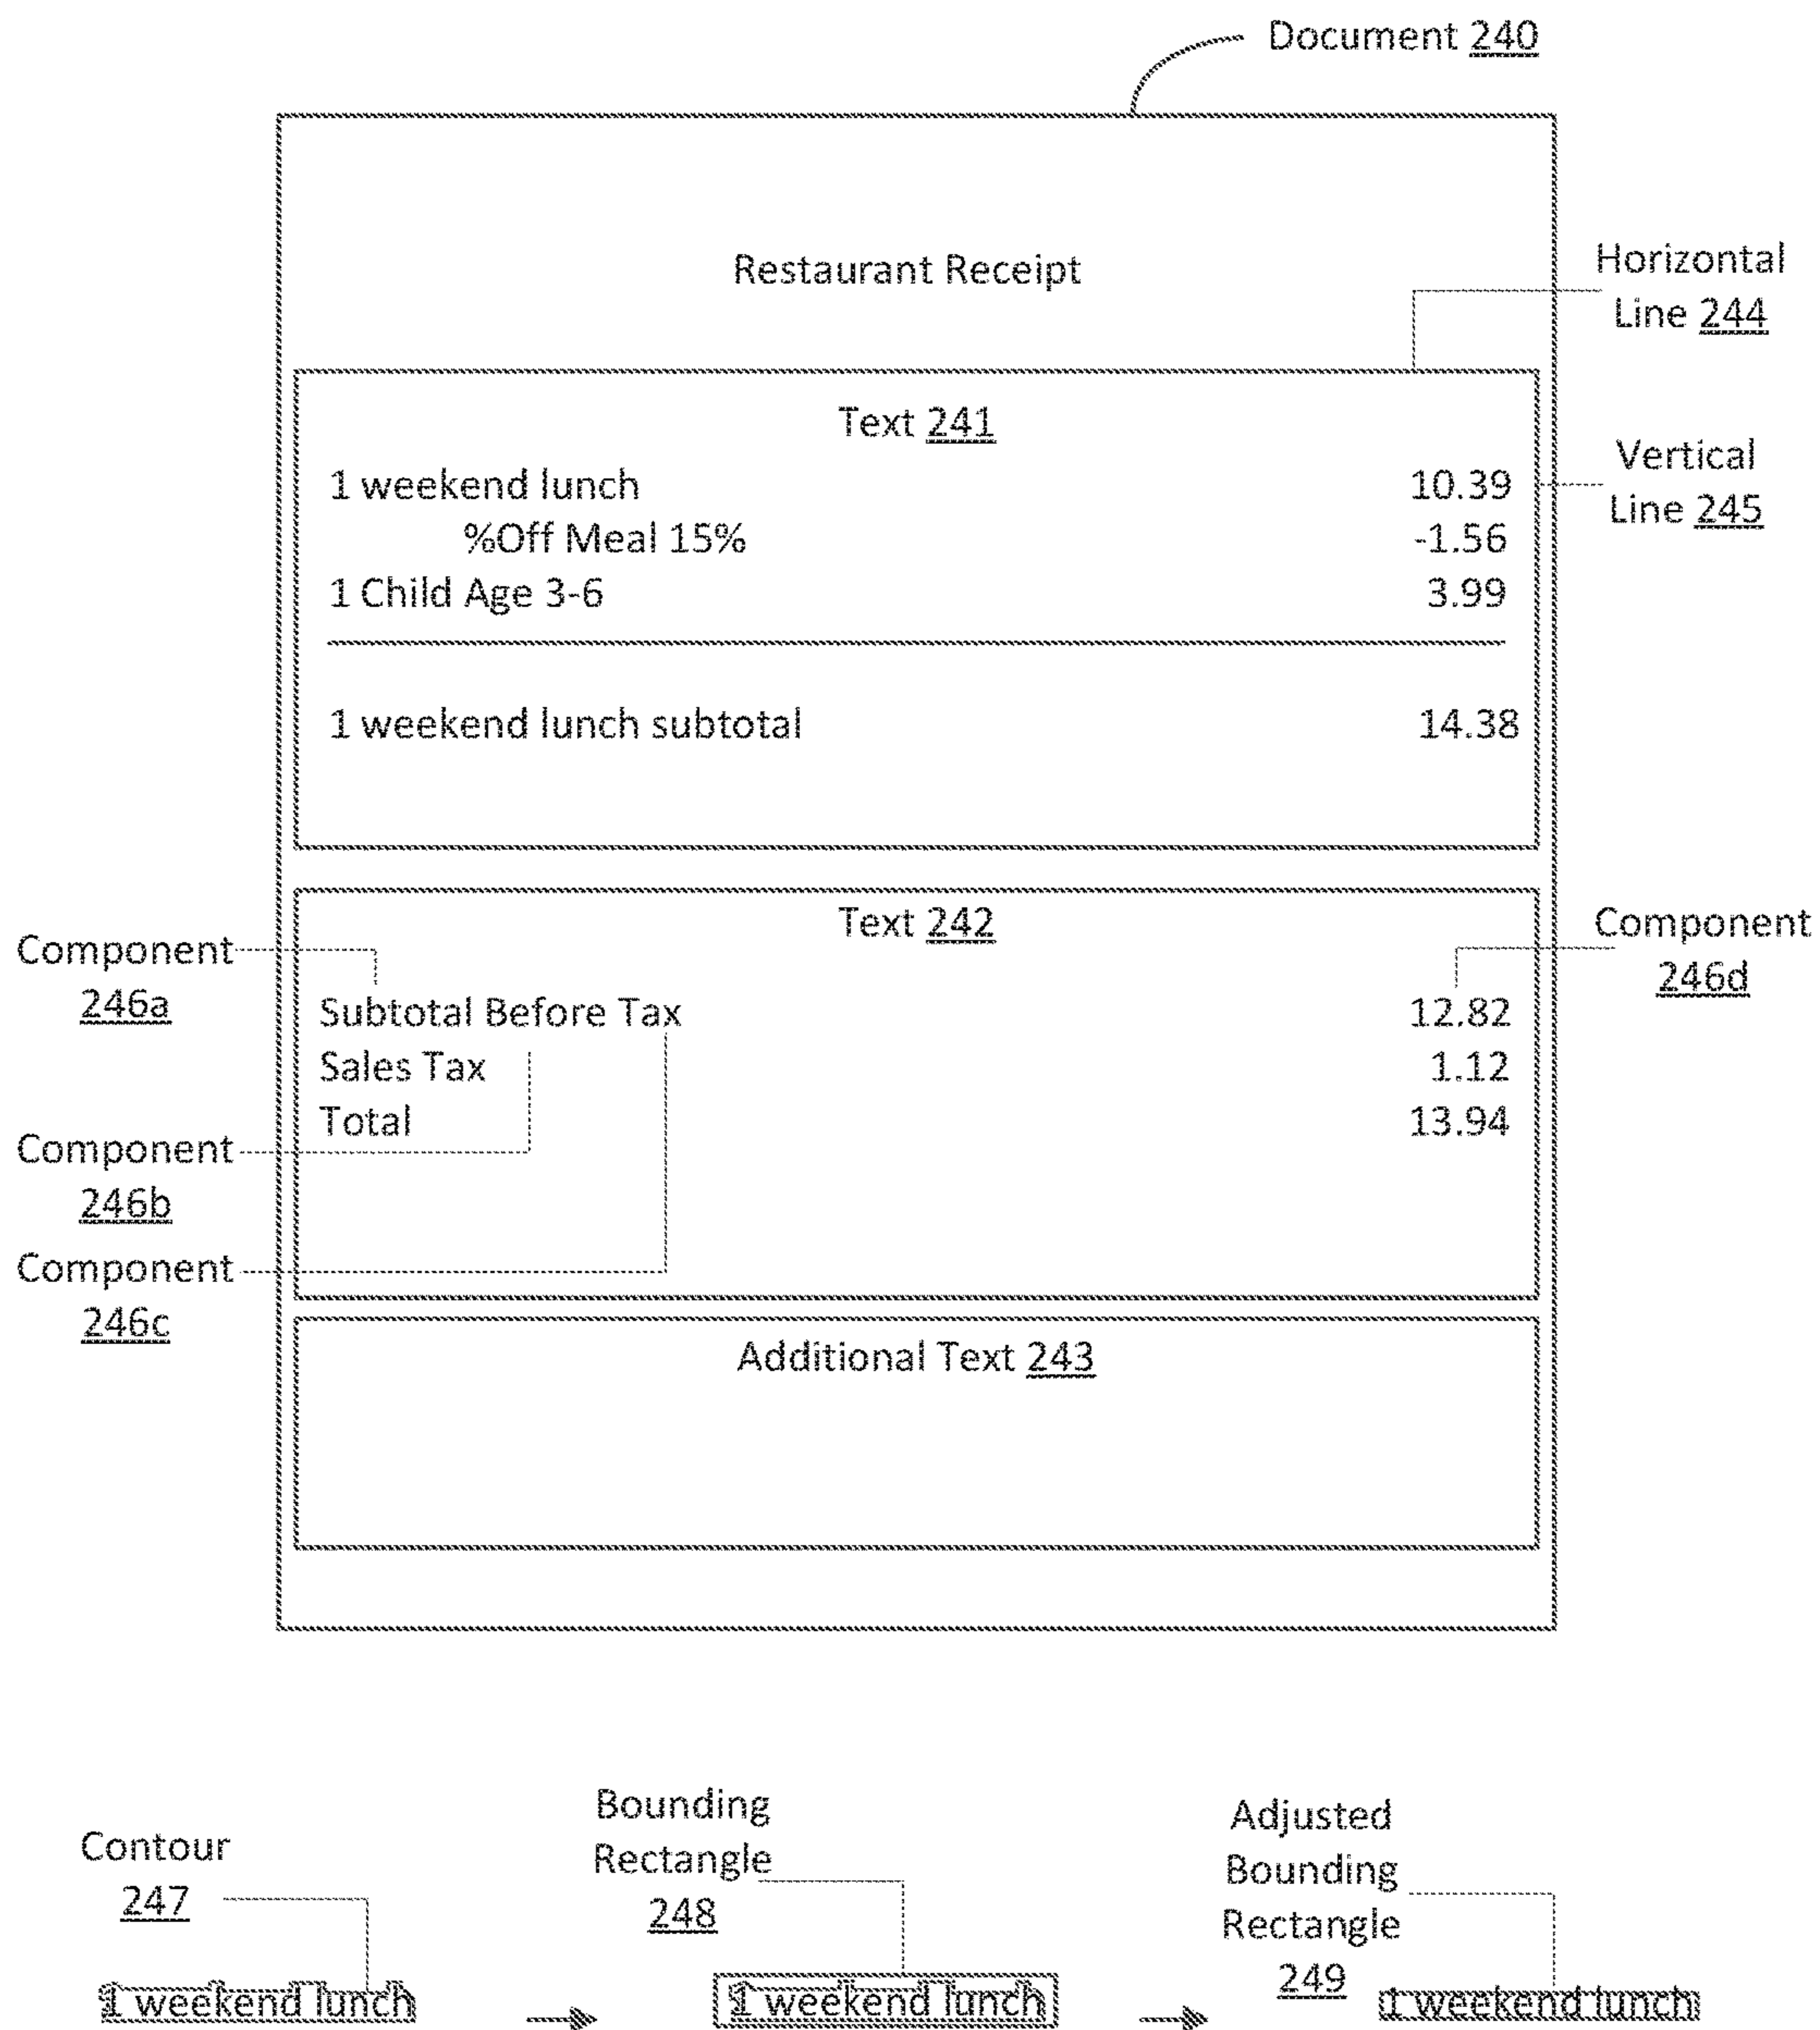 Document 240
Restaurant Receipt
Horizontal
Line 244
Text 241
1 weekend lunch 10.39
%Off Meal 15% -1.56
1 Child Age 3-6 3.99
1 weekend lunch subtotal 14.38
Vertical
Line 245
Text 242
Component
246a
Component
246d
Subtotal Before Tax 12.82
Sales Tax 1.12
Total 13.94
Component
246b
Component
246c
Additional Text 243
Contour
247
1 weekend lunch
Bounding
Rectangle
248
1 weekend lunch
Adjusted
Bounding
Rectangle
249
1 weekend lunch